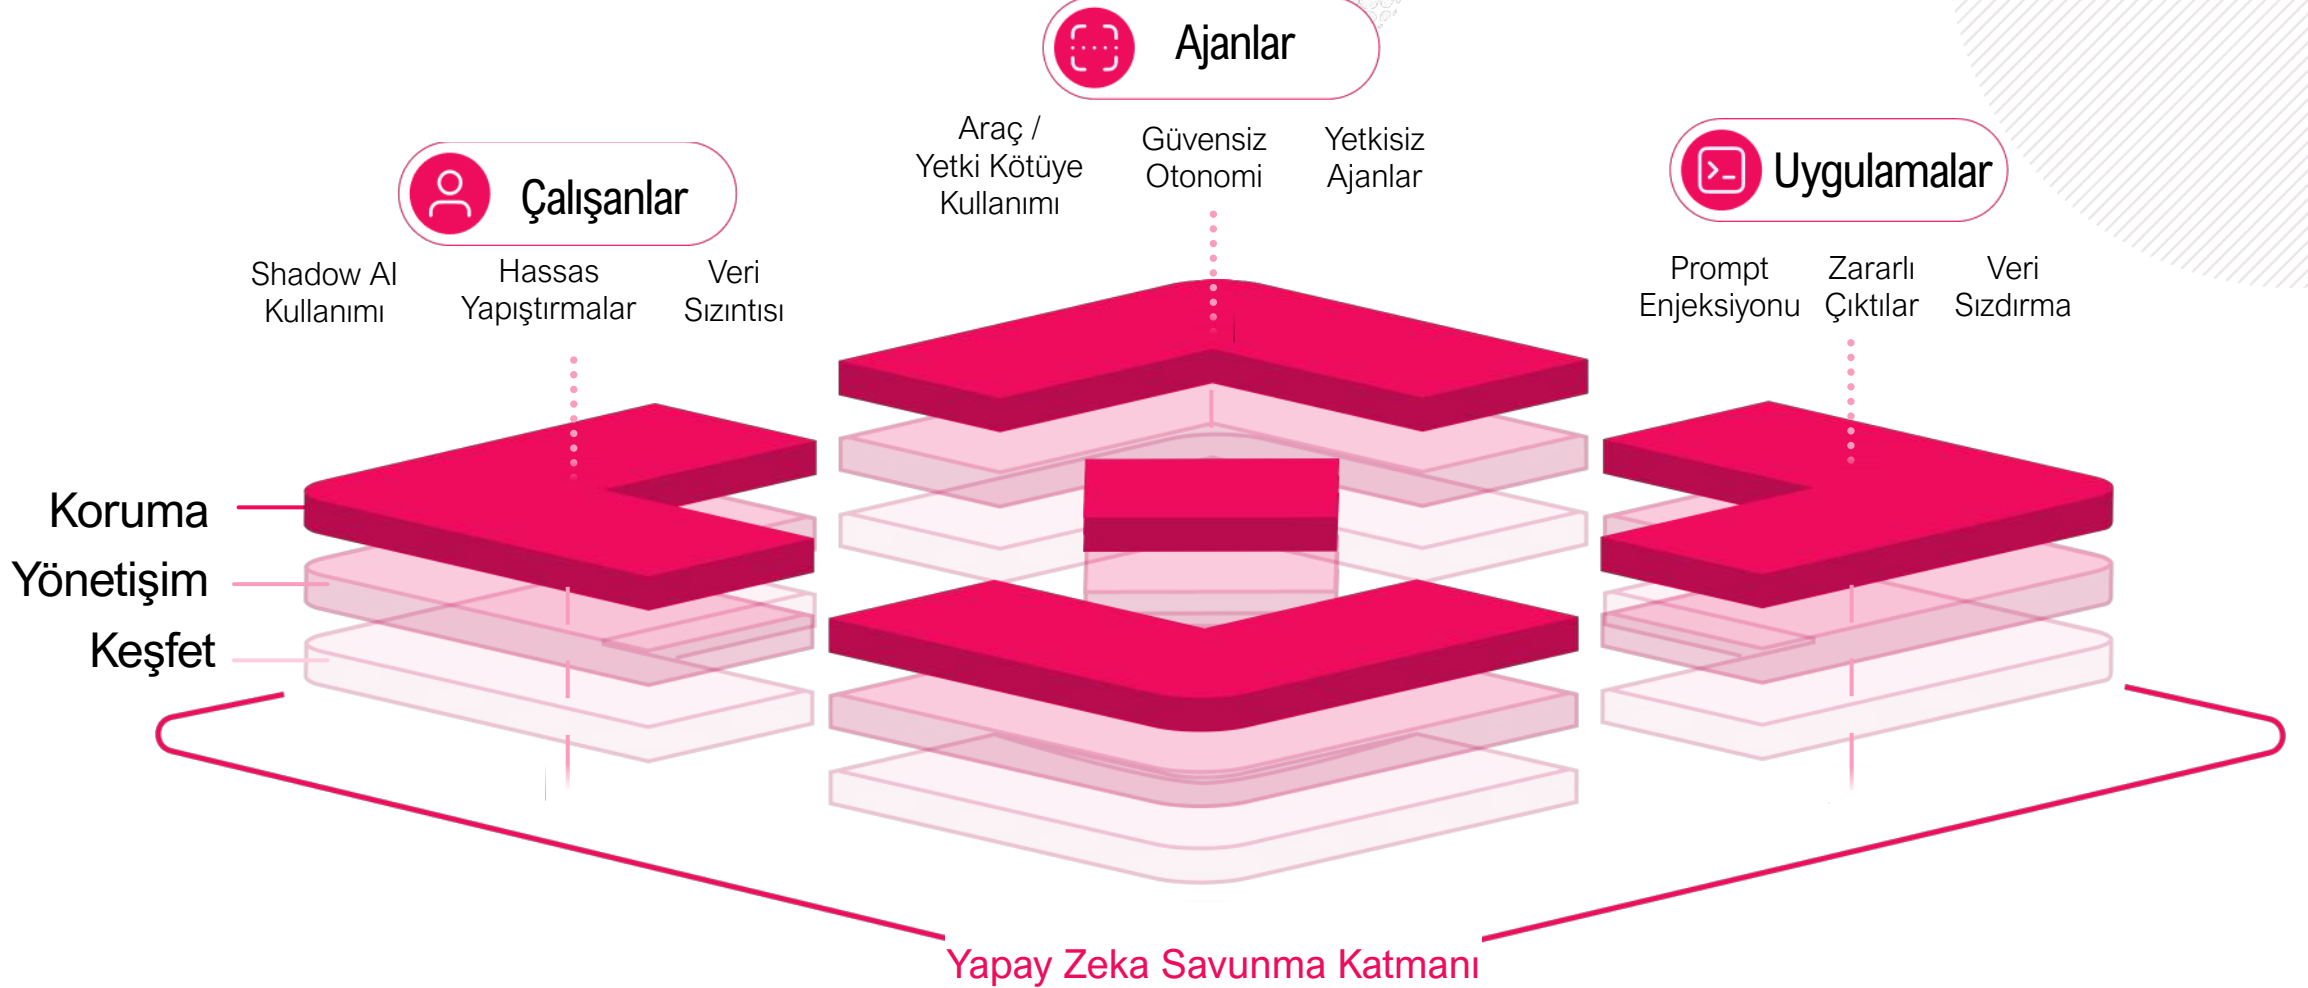 Ajanlar
Araç /
Yetki Kötüye
Kullanımı
Güvensiz
Otonomi
Yetkisiz
Ajanlar
Çalışanlar
Shadow AI
Kullanımı
Hassas
Yapıştırmalar
Veri
Sızıntısı
Uygulamalar
Prompt
Enjeksiyonu
Zararlı
Çıktılar
Veri
Sızdırma
Koruma
Yönetişim
Keşfet
Yapay Zeka Savunma Katmanı